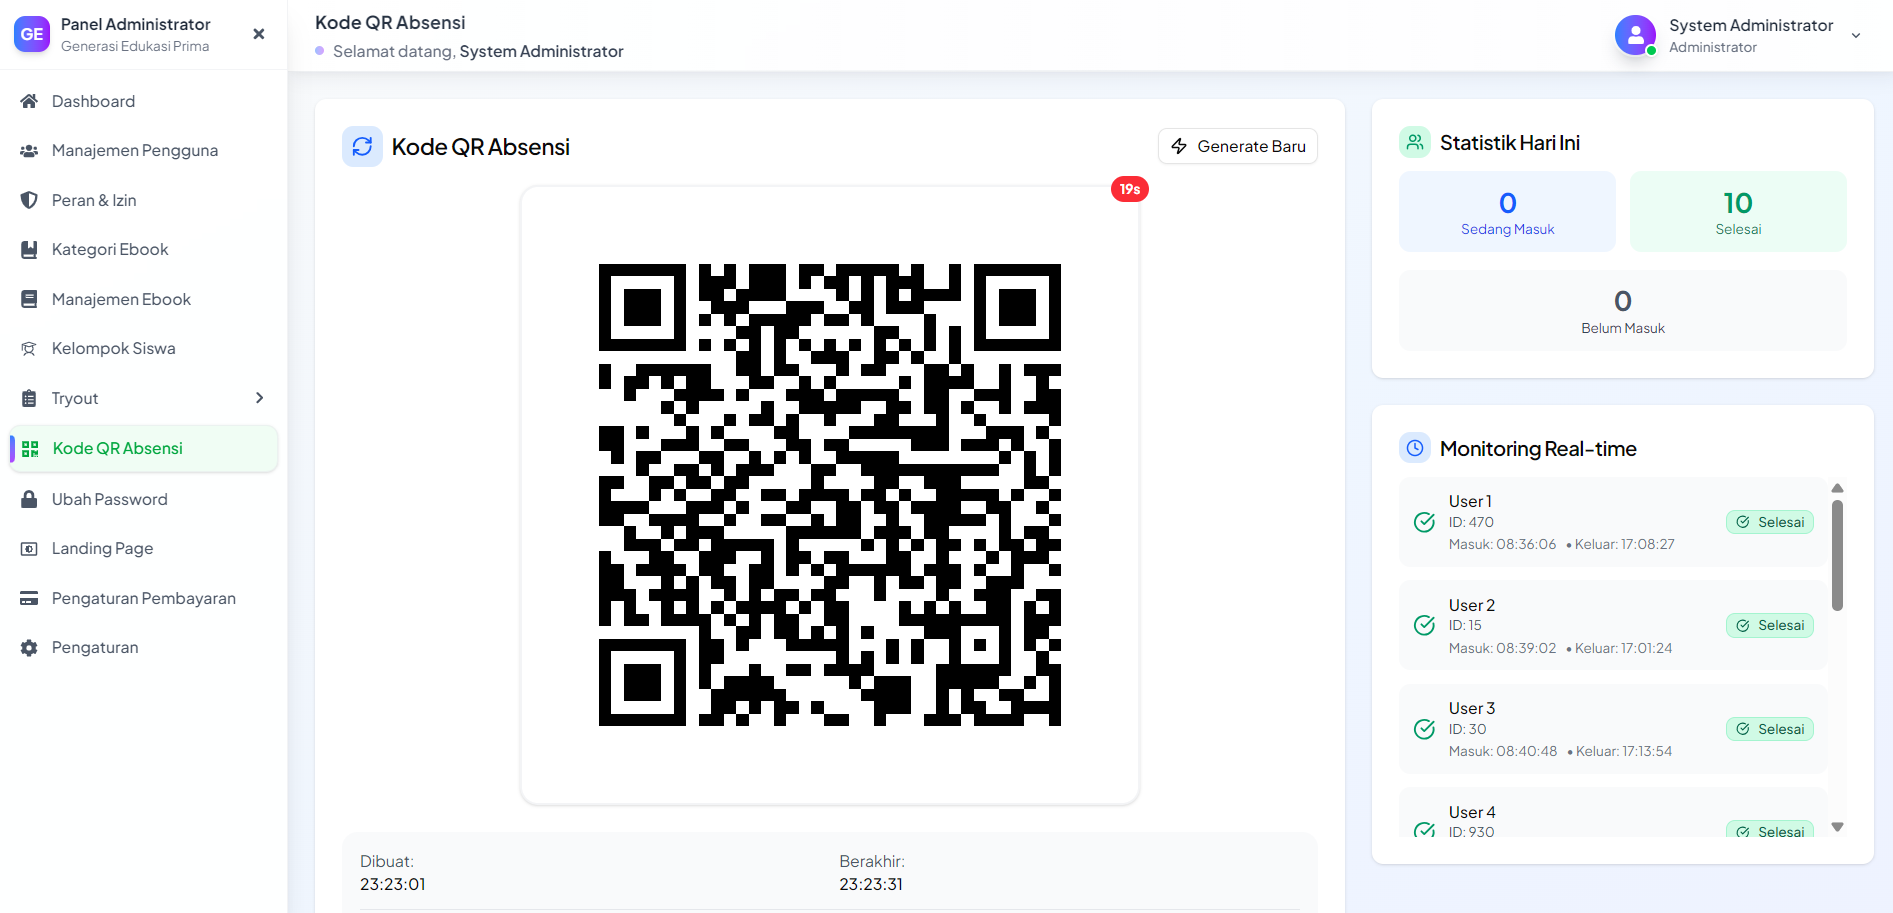 GE
Panel Administrator
Generasi Edukasi Prima
Dashboard
Manajemen Pengguna
Peran & Izin
Kategori Ebook
Manajemen Ebook
Kelompok Siswa
Tryout
Kode QR Absensi
Ubah Password
Landing Page
Pengaturan Pembayaran
Pengaturan
Kode QR Absensi
Selamat datang, System Administrator
System Administrator
Administrator
Kode QR Absensi
Generate Baru
19s
Dibuat:
23:23:01
Berakhir:
23:23:31
Statistik Hari Ini
0
Sedang Masuk
10
Selesai
0
Belum Masuk
Monitoring Real-time
User 1
ID: 470
Masuk: 08:36:06 • Keluar: 17:08:27
Selesai
User 2
ID: 15
Masuk: 08:39:02 • Keluar: 17:01:24
Selesai
User 3
ID: 30
Masuk: 08:40:48 • Keluar: 17:13:54
Selesai
User 4
ID: 930
Selesai